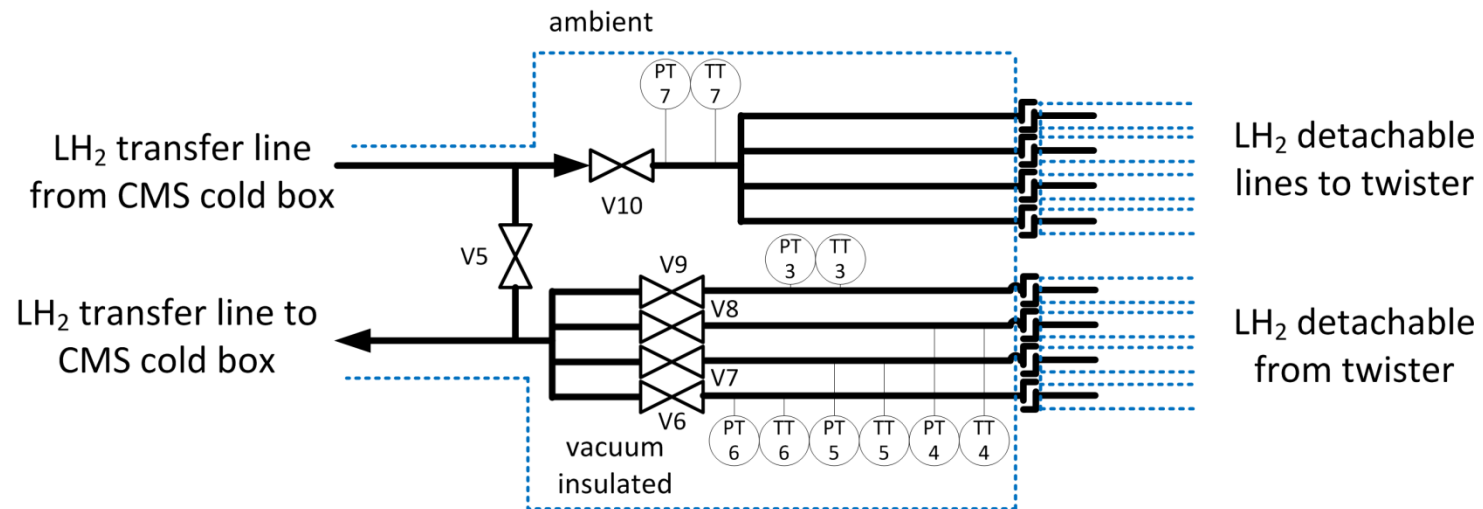 ambient
PT
7
TT
7
LH₂ transfer line
from CMS cold box
V10
LH₂ detachable
lines to twister
V5
V9
PT
3
TT
3
V8
LH₂ transfer line to
CMS cold box
V7
LH₂ detachable
from twister
V6
PT
6
TT
6
PT
5
TT
5
PT
4
TT
4
vacuum
insulated